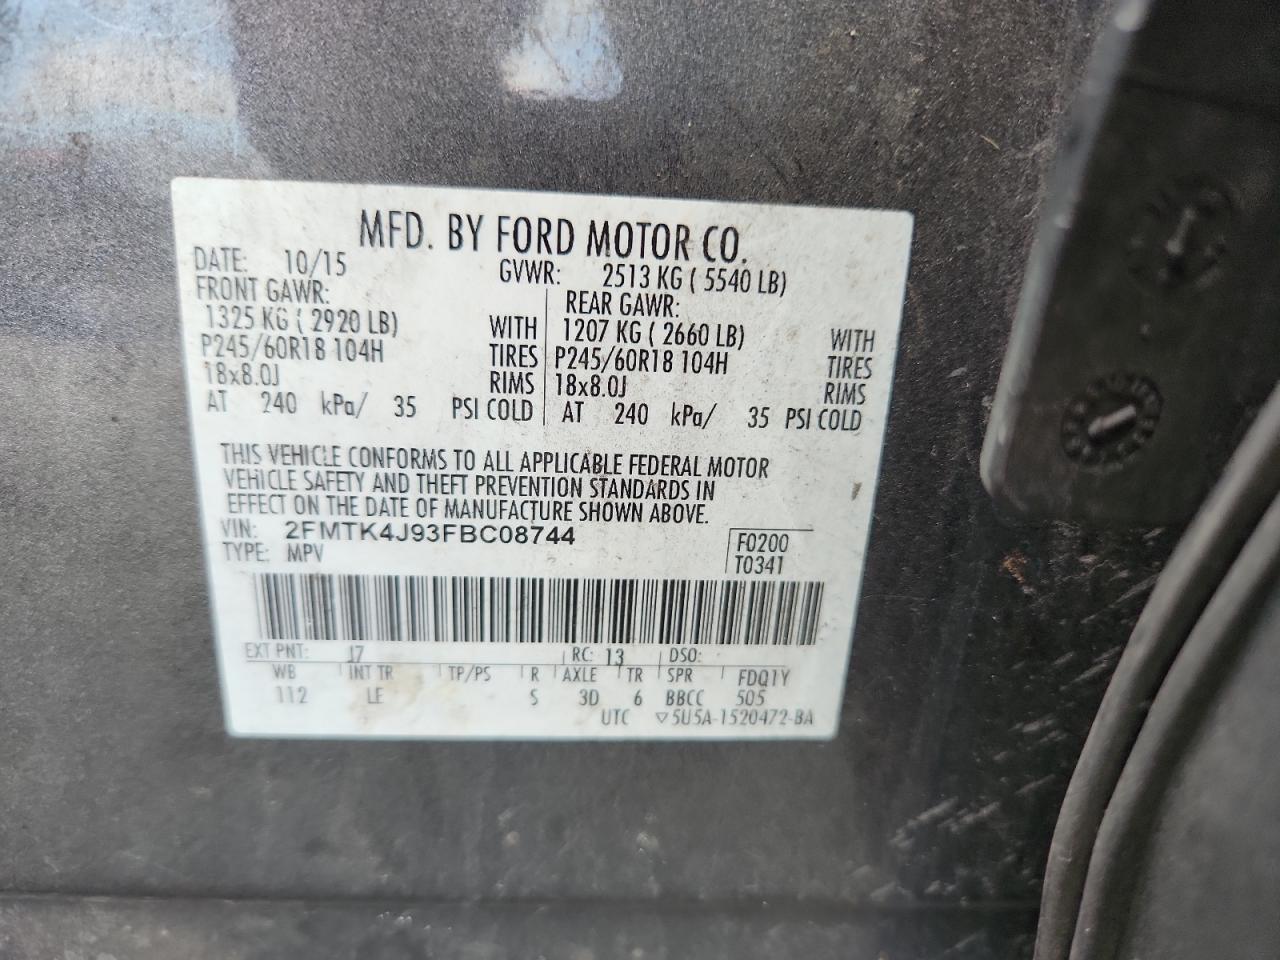 MFD. BY FORD MOTOR CO.
DATE: 10/15 GVWR: 2513 KG ( 5540 LB)
FRONT GAWR: REAR GAWR:
1325 KG ( 2920 LB) WITH 1207 KG ( 2660 LB) WITH
P245/60R18 104H TIRES P245/60R18 104H TIRES
18x8.0J RIMS 18x8.0J RIMS
AT 240 kPa/ 35 PSI COLD AT 240 kPa/ 35 PSI COLD
THIS VEHICLE CONFORMS TO ALL APPLICABLE FEDERAL MOTOR
VEHICLE SAFETY AND THEFT PREVENTION STANDARDS IN
EFFECT ON THE DATE OF MANUFACTURE SHOWN ABOVE.
VIN: 2FMTK4J93FBC08744 F0200
TYPE: MPV T0341
EXT PNT: J7 RC: 13 DSO:
WB INT TR TP/PS R AXLE TR SPR FDQ1Y
112 LE S 3D 6 BBCC 505
UTC ▽5U5A-1520472-BA